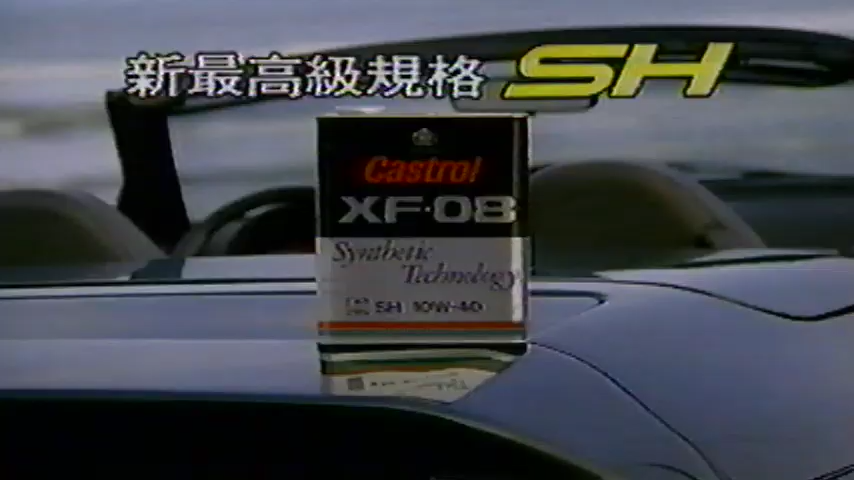 新最高級規格 SH
Castrol
XF-08
Synthetic
Technology
SH 10W-40